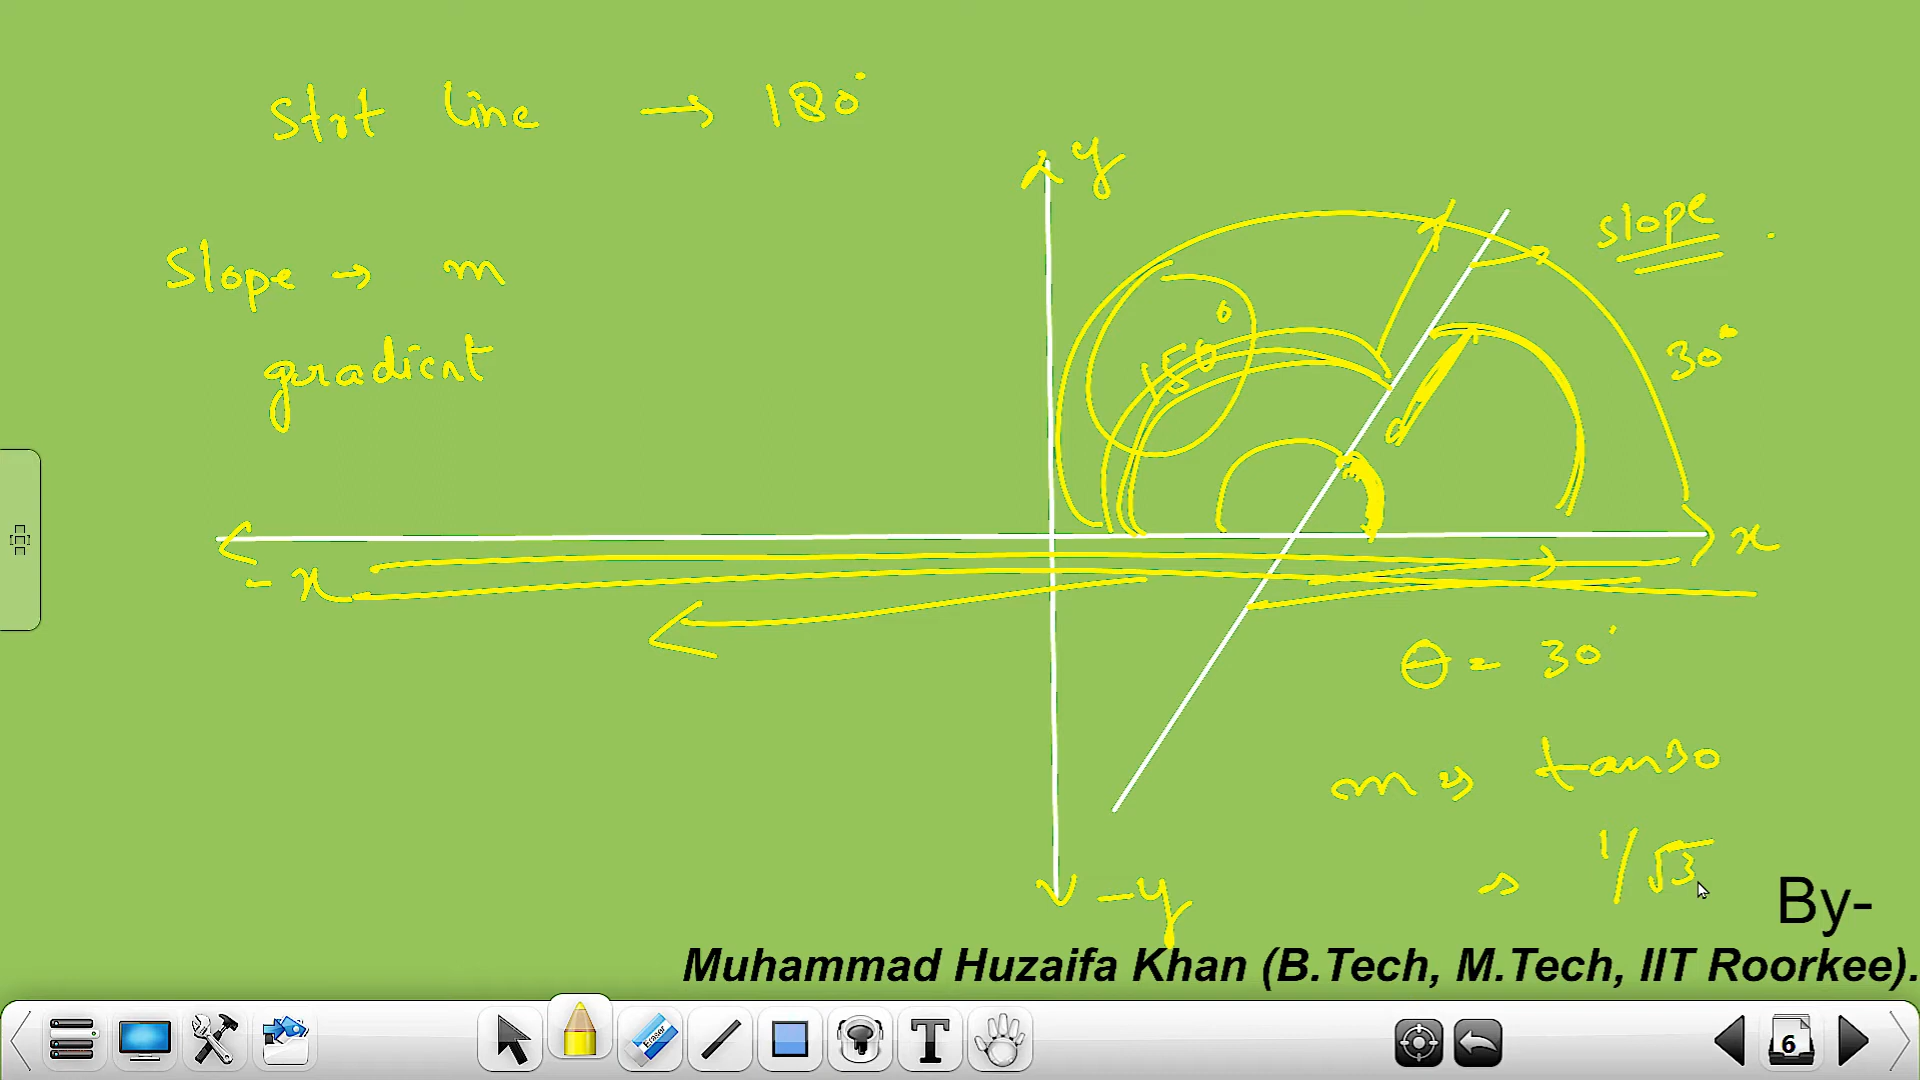 Strt line → 180°
y
slope
Slope → m
150°
30°
gradient
x
- x
θ = 30°
m ⇒ tan30
⇒ 1/√3
-y
By-
Muhammad Huzaifa Khan (B.Tech, M.Tech, IIT Roorkee).
Eraser
T
6